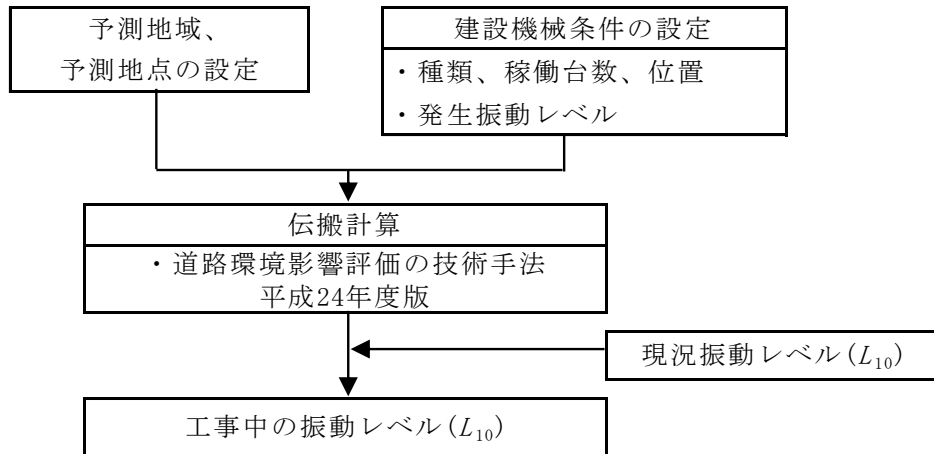 予測地域、
予測地点の設定
建設機械条件の設定
・種類、稼働台数、位置
・発生振動レベル
伝搬計算
・道路環境影響評価の技術手法
平成24年度版
現況振動レベル(L10)
工事中の振動レベル(L10)